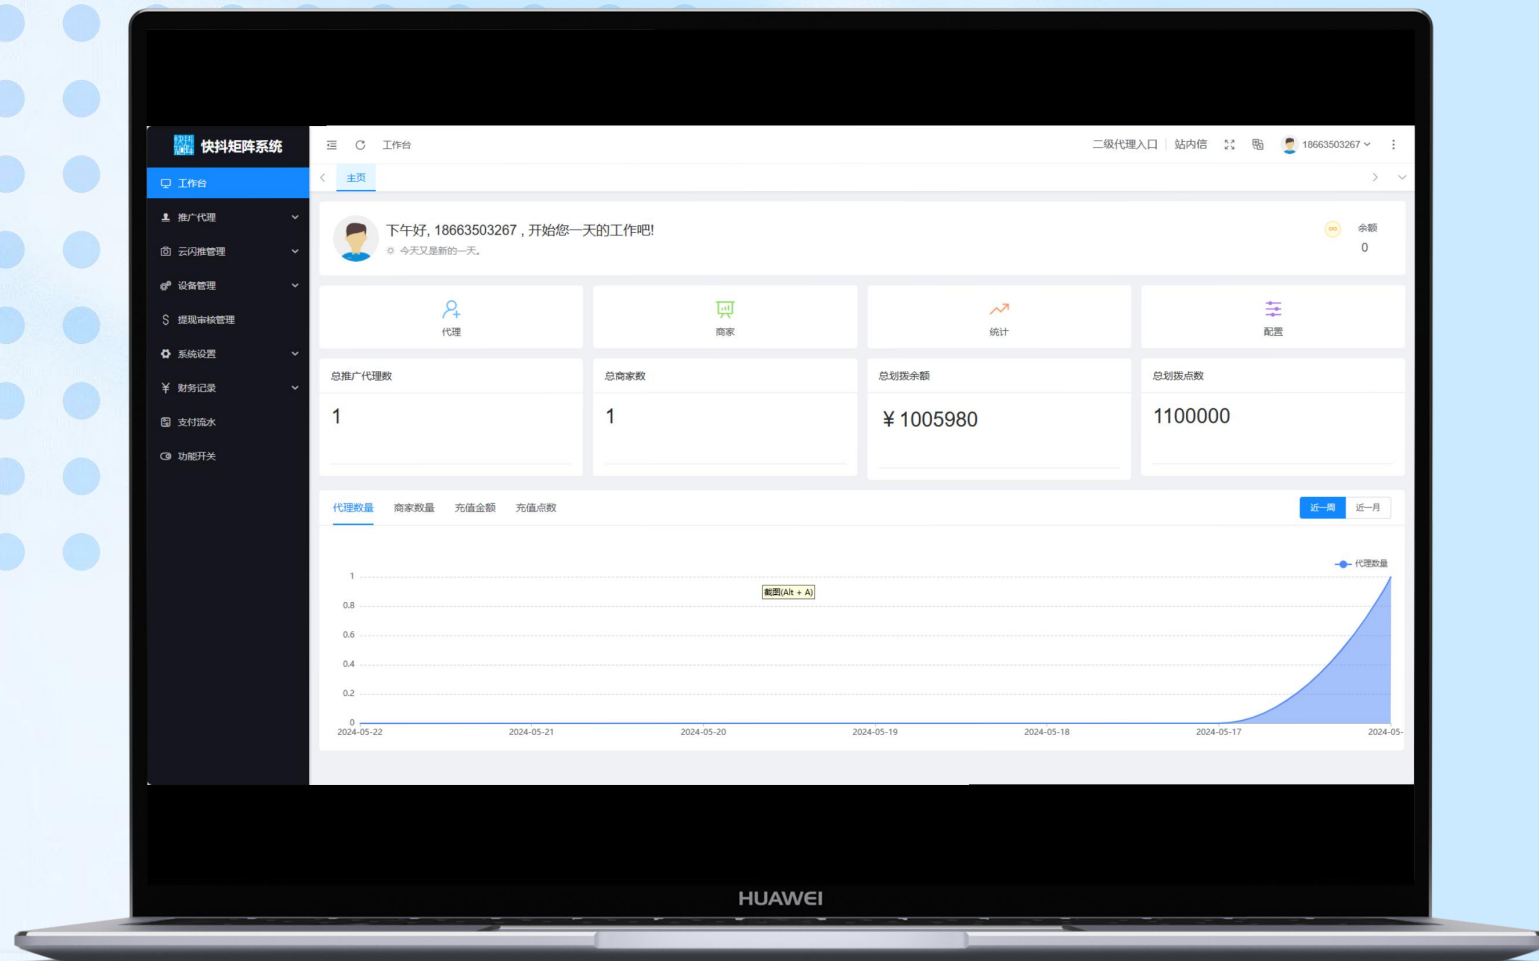 快抖矩阵系统
工作台
二级代理入口
站内信
18663503267
工作台
主页
推广代理
云闪推管理
设备管理
提现审核管理
系统设置
财务记录
支付流水
功能开关
下午好, 18663503267 , 开始您一天的工作吧!
今天又是新的一天。
余额
0
代理
商家
统计
配置
总推广代理数
总商家数
总划拨余额
总划拨点数
1
1
¥ 1005980
1100000
代理数量
商家数量
充值金额
充值点数
近一周
近一月
代理数量
截图(Alt + A)
1
0.8
0.6
0.4
0.2
0
2024-05-22
2024-05-21
2024-05-20
2024-05-19
2024-05-18
2024-05-17
2024-05-
HUAWEI